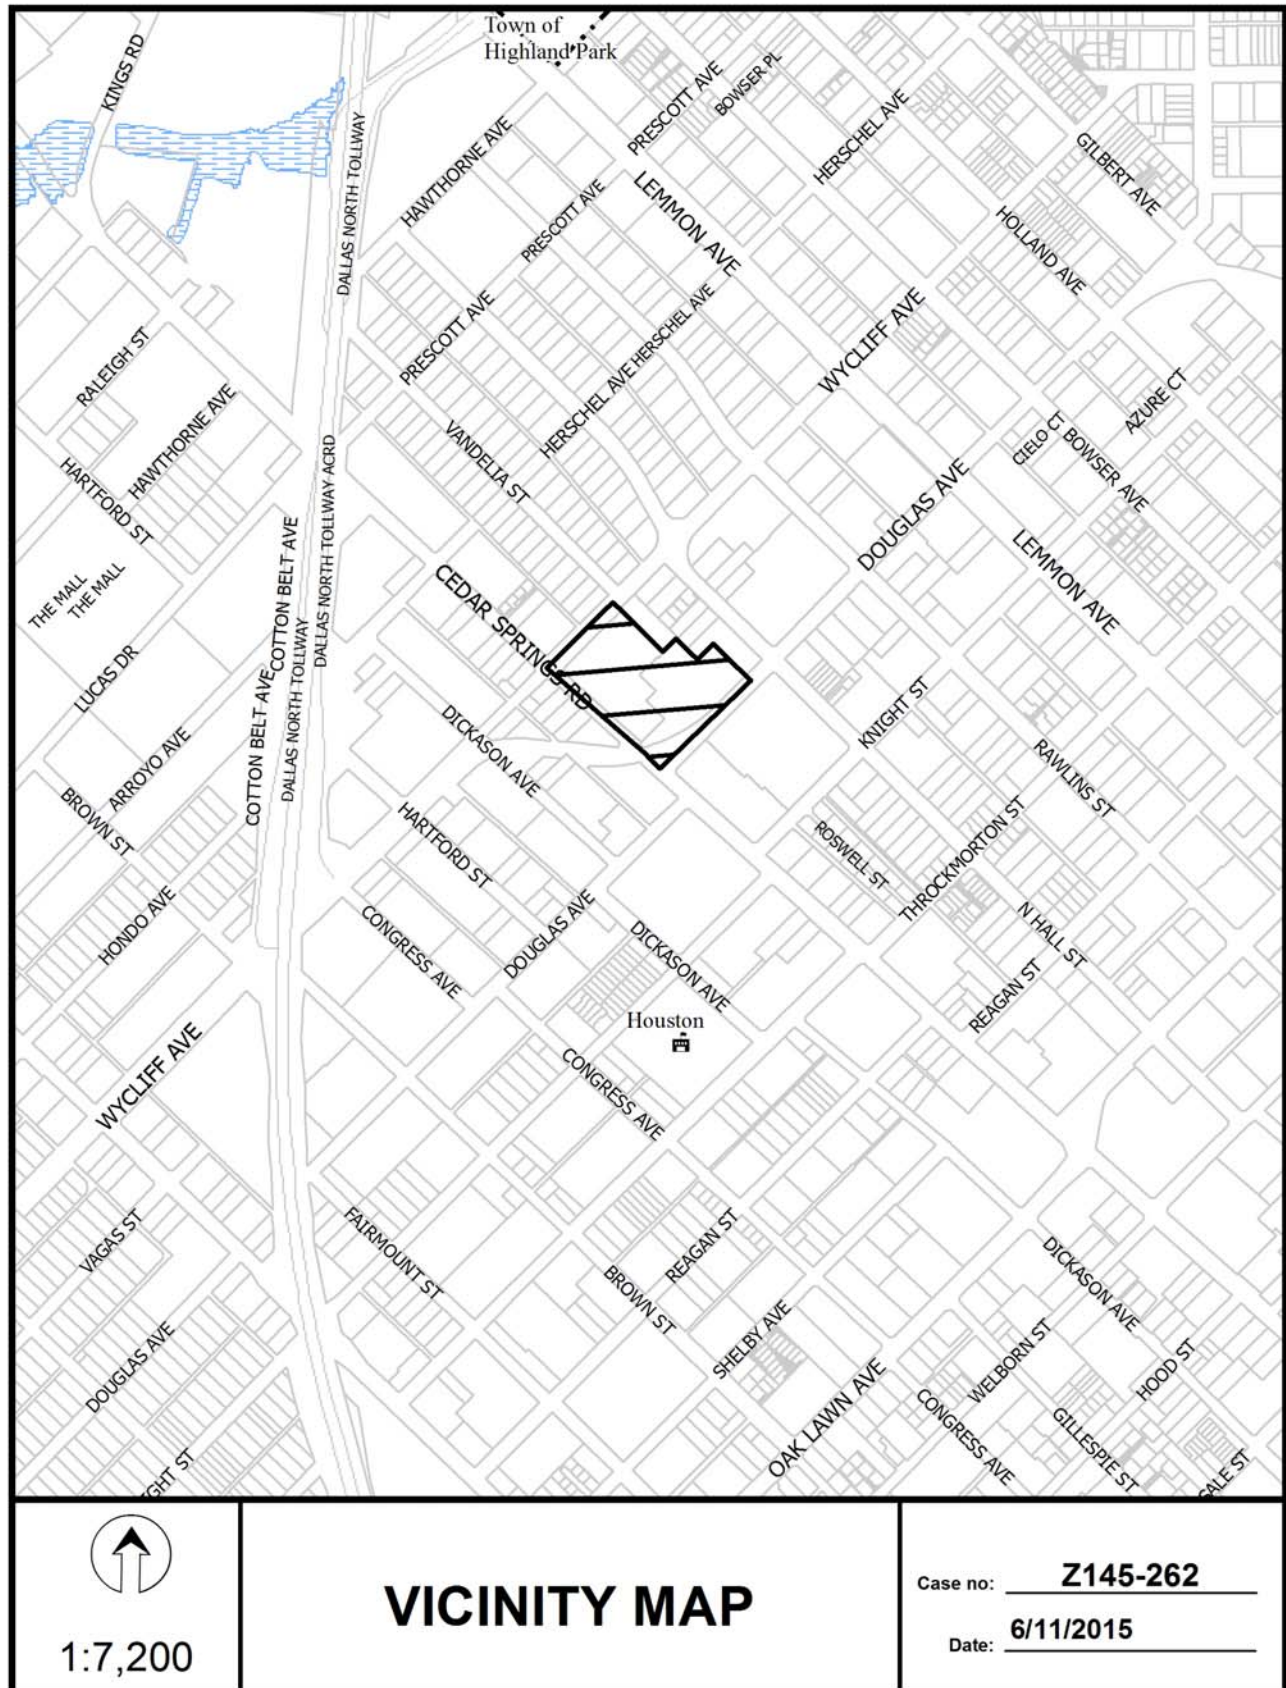 Town of
Highland Park
KINGS RD
PRESCOTT AVE
BOWSER PL
HERSCHEL AVE
HAWTHORNE AVE
DALLAS NORTH TOLLWAY
GILBERT AVE
LEMMON AVE
PRESCOTT AVE
HOLLAND AVE
PRESCOTT AVE
HERSCHEL AVE
HERSCHEL AVE
WYCLIFF AVE
RALEIGH ST
HAWTHORNE AVE
VANDELIA ST
AZURE CT
CIELO CT
BOWSER AVE
HARTFORD ST
DALLAS NORTH TOLLWAY ACRD
DOUGLAS AVE
LEMMON AVE
THE MALL
THE MALL
COTTON BELT AVE
CEDAR SPRINGS RD
LUCAS DR
DALLAS NORTH TOLLWAY
COTTON BELT AVE
DICKASON AVE
KNIGHT ST
RAWLINS ST
ARROYO AVE
BROWN ST
HARTFORD ST
ROSWELL ST
THROCKMORTON ST
HONDO AVE
CONGRESS AVE
DOUGLAS AVE
DICKASON AVE
N HALL ST
REAGAN ST
Houston
WYCLIFF AVE
CONGRESS AVE
VAGAS ST
FAIRMOUNT ST
REAGAN ST
BROWN ST
DICKASON AVE
SHELBY AVE
DOUGLAS AVE
WELBORN ST
HOOD ST
OAK LAWN AVE
CONGRESS AVE
GILLESPIE ST
GHT ST
SALE ST
1:7,200
VICINITY MAP
Case no: Z145-262
Date: 6/11/2015